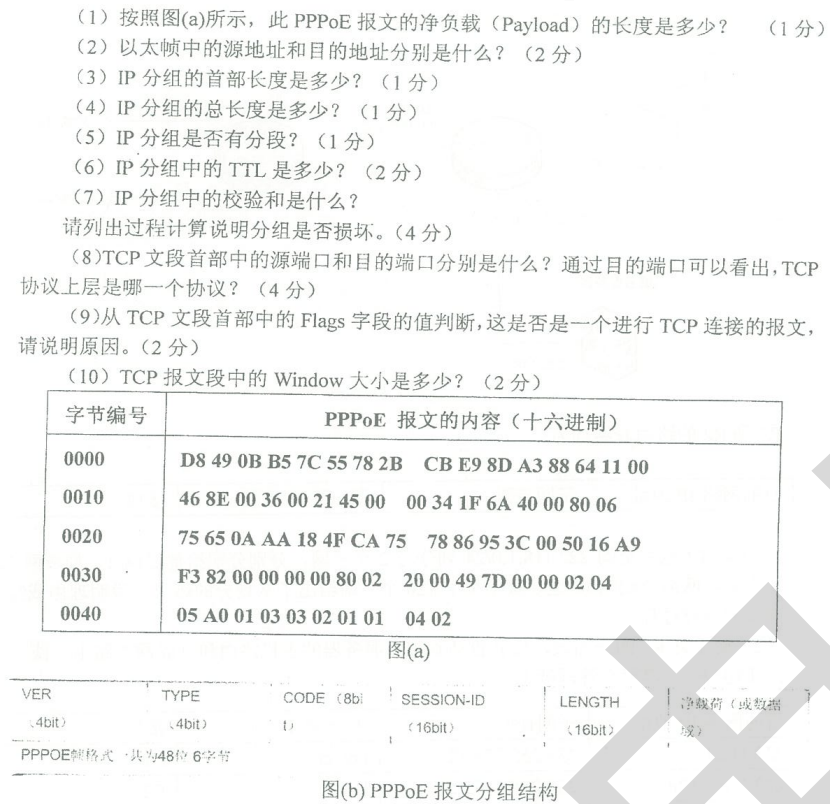 （1）按照图(a)所示，此 PPPoE 报文的净负载（Payload）的长度是多少？ （1 分）
（2）以太帧中的源地址和目的地址分别是什么？（2 分）
（3）IP 分组的首部长度是多少？（1 分）
（4）IP 分组的总长度是多少？（1 分）
（5）IP 分组是否有分段？（1 分）
（6）IP 分组中的 TTL 是多少？（2 分）
（7）IP 分组中的校验和是什么？
请列出过程计算说明分组是否损坏。（4 分）
（8)TCP 文段首部中的源端口和目的端口分别是什么？通过目的端口可以看出，TCP
协议上层是哪一个协议？（4 分）
（9)从 TCP 文段首部中的 Flags 字段的值判断，这是否是一个进行 TCP 连接的报文，
请说明原因。（2 分）
（10）TCP 报文段中的 Window 大小是多少？（2 分）
字节编号 PPPoE 报文的内容（十六进制）
0000 D8 49 0B B5 7C 55 78 2B CB E9 8D A3 88 64 11 00
0010 46 8E 00 36 00 21 45 00 00 34 1F 6A 40 00 80 06
0020 75 65 0A AA 18 4F CA 75 78 86 95 3C 00 50 16 A9
0030 F3 82 00 00 00 00 80 02 20 00 49 7D 00 00 02 04
0040 05 A0 01 03 03 02 01 01 04 02
图(a)
VER TYPE CODE （8bi SESSION-ID LENGTH 净载荷（或数据
（4bit） （4bit） t） （16bit） （16bit） 域）
PPPOE帧格式 一共为48位 6字节
图(b) PPPoE 报文分组结构